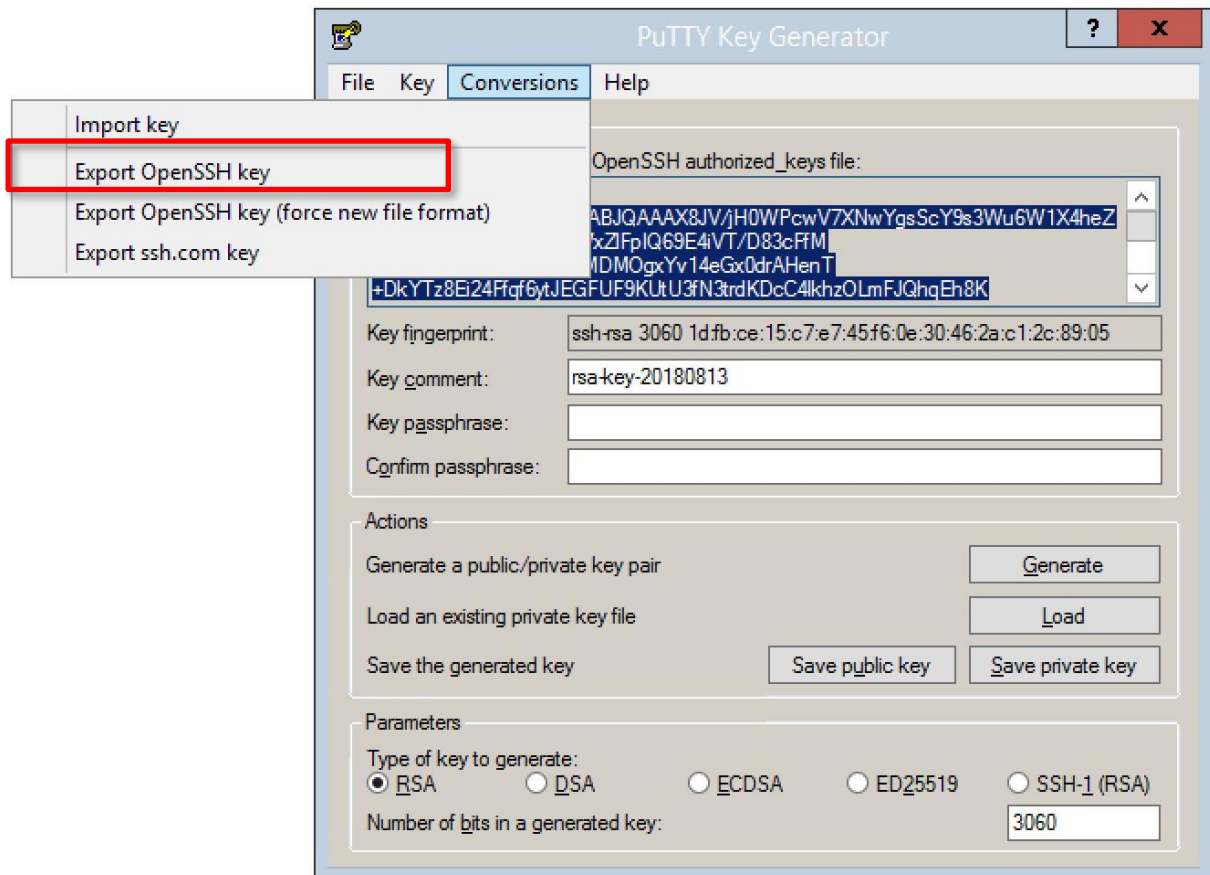 PuTTY Key Generator
? x
File Key Conversions Help
Import key
Export OpenSSH key
Export OpenSSH key (force new file format)
Export ssh.com key
OpenSSH authorized_keys file:
ABJQAAAX8JV/jH0WPcwV7XNwYgsScY9s3Wu6W1X4heZ
xZlFpIQ69E4iVT/D83cFfM
MDMOgxYv14eGx0drAHenT
+DkYTz8Ei24Ffqf6ytJEGFUF9KUtU3fN3trdKDcC4lkhzOLmFJQhqEh8K
Key fingerprint: ssh-rsa 3060 1d:fb:ce:15:c7:e7:45:f6:0e:30:46:2a:c1:2c:89:05
Key comment: rsa-key-20180813
Key passphrase:
Confirm passphrase:
Actions
Generate a public/private key pair Generate
Load an existing private key file Load
Save the generated key Save public key Save private key
Parameters
Type of key to generate:
RSA DSA ECDSA ED25519 SSH-1 (RSA)
Number of bits in a generated key: 3060